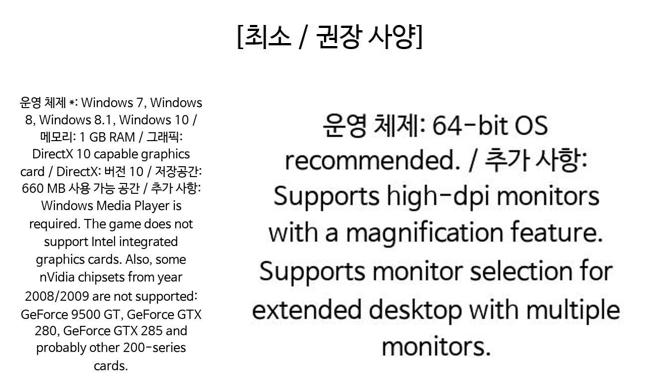 [최소 / 권장 사양]
운영 체제 *: Windows 7, Windows
8, Windows 8.1, Windows 10 /
메모리: 1 GB RAM / 그래픽:
DirectX 10 capable graphics
card / DirectX: 버전 10 / 저장공간:
660 MB 사용 가능 공간 / 추가 사항:
Windows Media Player is
required. The game does not
support Intel integrated
graphics cards. Also, some
nVidia chipsets from year
2008/2009 are not supported:
GeForce 9500 GT, GeForce GTX
280, GeForce GTX 285 and
probably other 200-series
cards.
운영 체제: 64-bit OS
recommended. / 추가 사항:
Supports high-dpi monitors
with a magnification feature.
Supports monitor selection for
extended desktop with multiple
monitors.